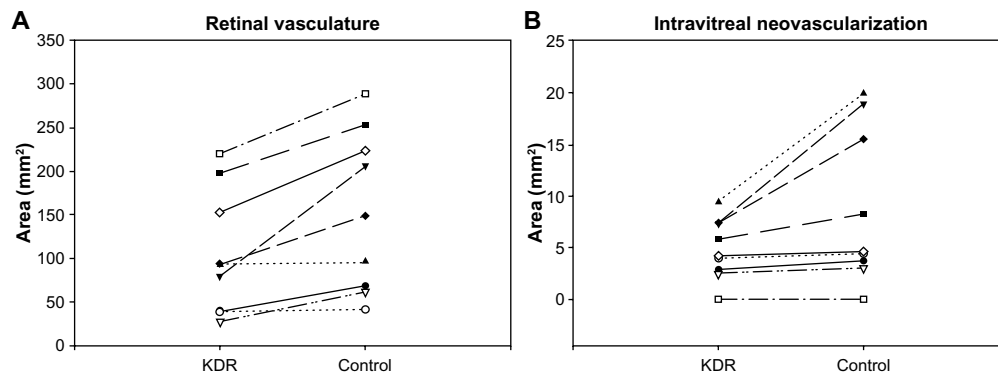 A
Retinal vasculature
Area (mm²)
350
300
250
200
150
100
50
0
KDR
Control
B
Intravitreal neovascularization
Area (mm²)
25
20
15
10
5
0
KDR
Control